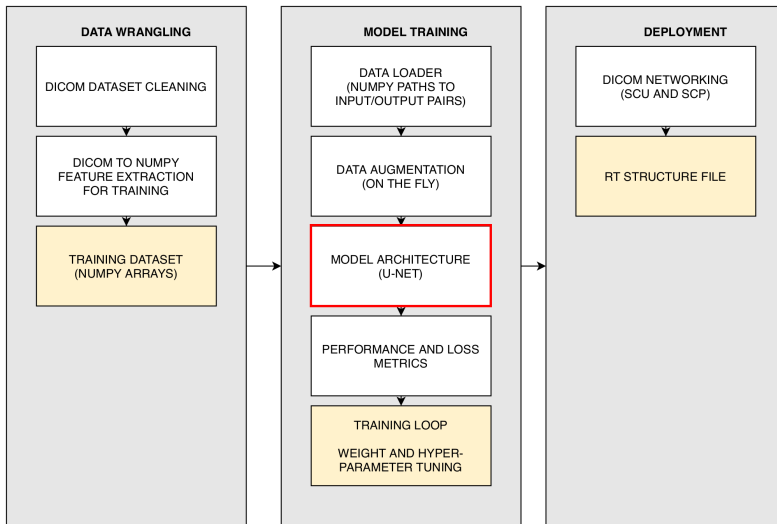 DATA WRANGLING
DICOM DATASET CLEANING
DICOM TO NUMPY
FEATURE EXTRACTION
FOR TRAINING
TRAINING DATASET
(NUMPY ARRAYS)
MODEL TRAINING
DATA LOADER
(NUMPY PATHS TO
INPUT/OUTPUT PAIRS)
DATA AUGMENTATION
(ON THE FLY)
MODEL ARCHITECTURE
(U-NET)
PERFORMANCE AND LOSS
METRICS
TRAINING LOOP
WEIGHT AND HYPER-
PARAMETER TUNING
DEPLOYMENT
DICOM NETWORKING
(SCU AND SCP)
RT STRUCTURE FILE